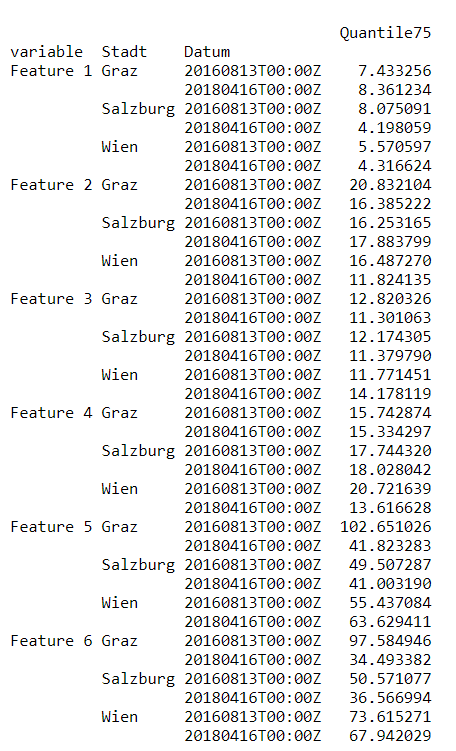 Quantile75
variable Stadt Datum
Feature 1 Graz 20160813T00:00Z 7.433256
20180416T00:00Z 8.361234
Salzburg 20160813T00:00Z 8.075091
20180416T00:00Z 4.198059
Wien 20160813T00:00Z 5.570597
20180416T00:00Z 4.316624
Feature 2 Graz 20160813T00:00Z 20.832104
20180416T00:00Z 16.385222
Salzburg 20160813T00:00Z 16.253165
20180416T00:00Z 17.883799
Wien 20160813T00:00Z 16.487270
20180416T00:00Z 11.824135
Feature 3 Graz 20160813T00:00Z 12.820326
20180416T00:00Z 11.301063
Salzburg 20160813T00:00Z 12.174305
20180416T00:00Z 11.379790
Wien 20160813T00:00Z 11.771451
20180416T00:00Z 14.178119
Feature 4 Graz 20160813T00:00Z 15.742874
20180416T00:00Z 15.334297
Salzburg 20160813T00:00Z 17.744320
20180416T00:00Z 18.028042
Wien 20160813T00:00Z 20.721639
20180416T00:00Z 13.616628
Feature 5 Graz 20160813T00:00Z 102.651026
20180416T00:00Z 41.823283
Salzburg 20160813T00:00Z 49.507287
20180416T00:00Z 41.003190
Wien 20160813T00:00Z 55.437084
20180416T00:00Z 63.629411
Feature 6 Graz 20160813T00:00Z 97.584946
20180416T00:00Z 34.493382
Salzburg 20160813T00:00Z 50.571077
20180416T00:00Z 36.566994
Wien 20160813T00:00Z 73.615271
20180416T00:00Z 67.942029